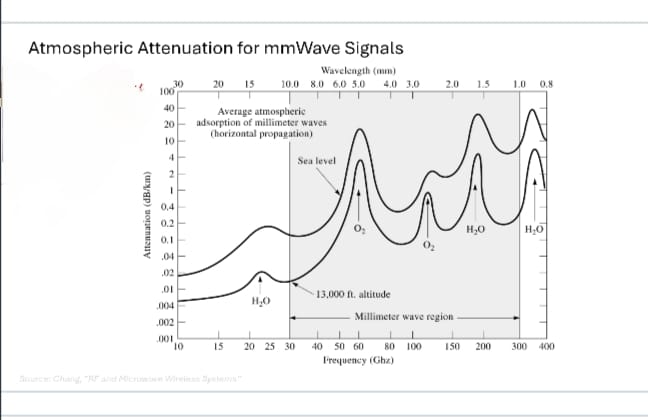 Atmospheric Attenuation for mmWave Signals
Wavelength (mm)
30 20 15 10.0 8.0 6.0 5.0 4.0 3.0 2.0 1.5 1.0 0.8
100
40
20
10
4
2
1
0.4
0.2
0.1
.04
.02
.01
.004
.002
.001
Attenuation (dB/km)
Average atmospheric
adsorption of millimeter waves
(horizontal propagation)
Sea level
O₂
O₂
H₂O
H₂O
H₂O
13,000 ft. altitude
Millimeter wave region
10 15 20 25 30 40 50 60 80 100 150 200 300 400
Frequency (Ghz)
Source: Chang, "RF and Microwave Wireless Systems"